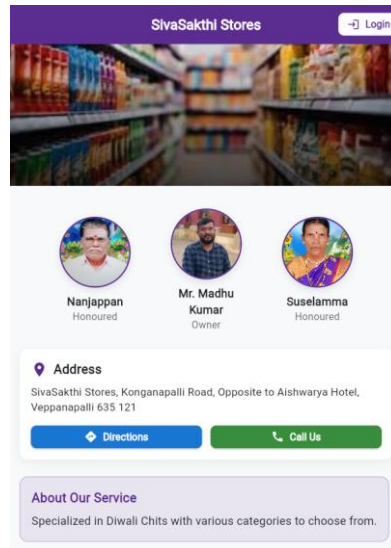 SivaSakthi Stores
Login
Nanjappan
Honoured
Mr. Madhu
Kumar
Owner
Suselamma
Honoured
Address
SivaSakthi Stores, Konganapalli Road, Opposite to Aishwarya Hotel,
Veppanapalli 635 121
Directions
Call Us
About Our Service
Specialized in Diwali Chits with various categories to choose from.